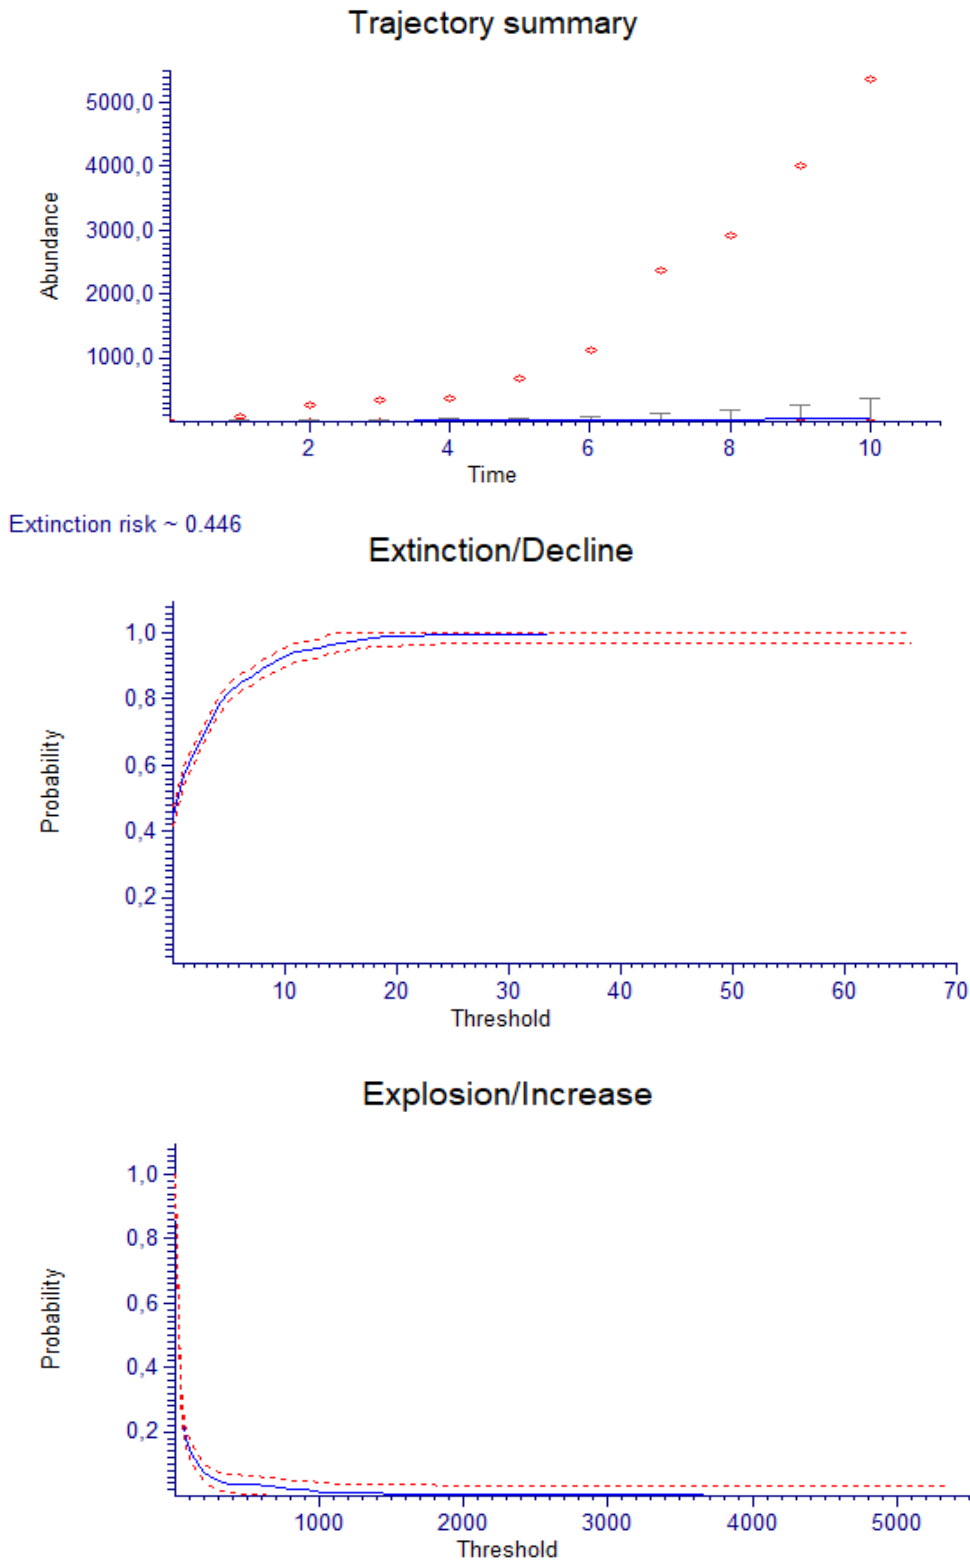 Trajectory summary
5000,0
4000,0
3000,0
2000,0
1000,0
Abundance
2 4 6 8 10
Time
Extinction risk ~ 0.446
Extinction/Decline
1,0
0,8
0,6
0,4
0,2
Probability
10 20 30 40 50 60 70
Threshold
Explosion/Increase
1,0
0,8
0,6
0,4
0,2
Probability
1000 2000 3000 4000 5000
Threshold